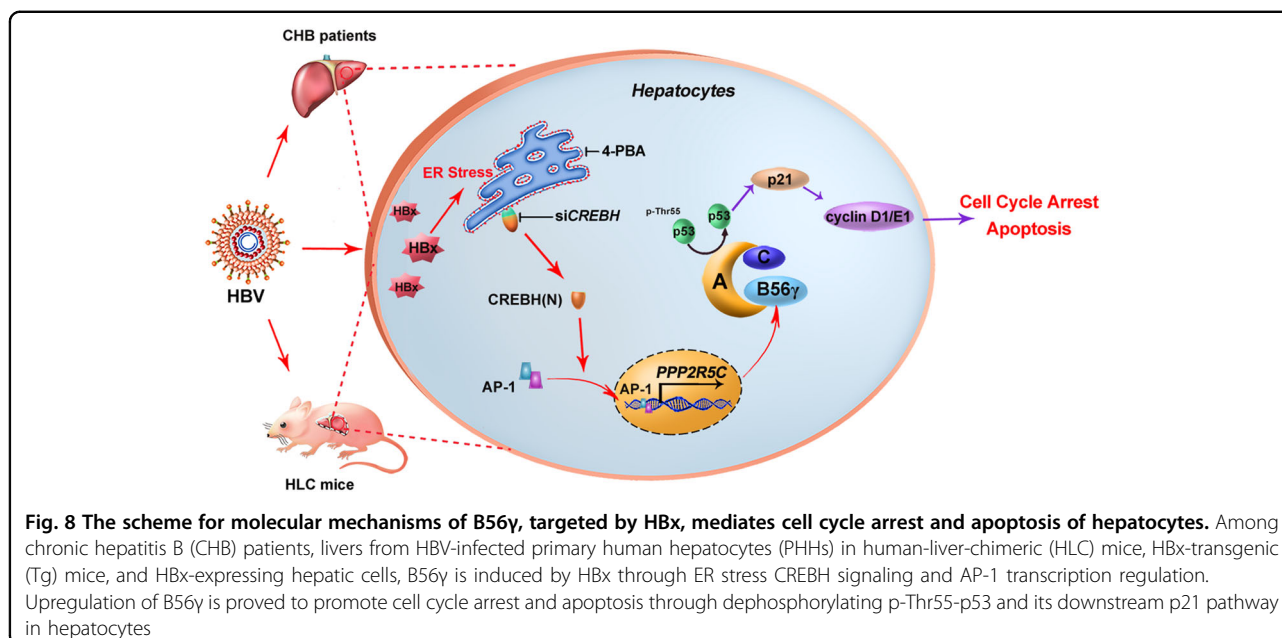 CHB patients
Hepatocytes
4-PBA
ER Stress
siCREBH
HBx
HBx
HBx
HBV
CREBH(N)
AP-1
AP-1
PPP2R5C
p-Thr55
p53
p53
p21
cyclin D1/E1
A
C
B56γ
Cell Cycle Arrest
Apoptosis
HLC mice
Fig. 8 The scheme for molecular mechanisms of B56γ, targeted by HBx, mediates cell cycle arrest and apoptosis of hepatocytes. Among
chronic hepatitis B (CHB) patients, livers from HBV-infected primary human hepatocytes (PHHs) in human-liver-chimeric (HLC) mice, HBx-transgenic
(Tg) mice, and HBx-expressing hepatic cells, B56γ is induced by HBx through ER stress CREBH signaling and AP-1 transcription regulation.
Upregulation of B56γ is proved to promote cell cycle arrest and apoptosis through dephosphorylating p-Thr55-p53 and its downstream p21 pathway
in hepatocytes